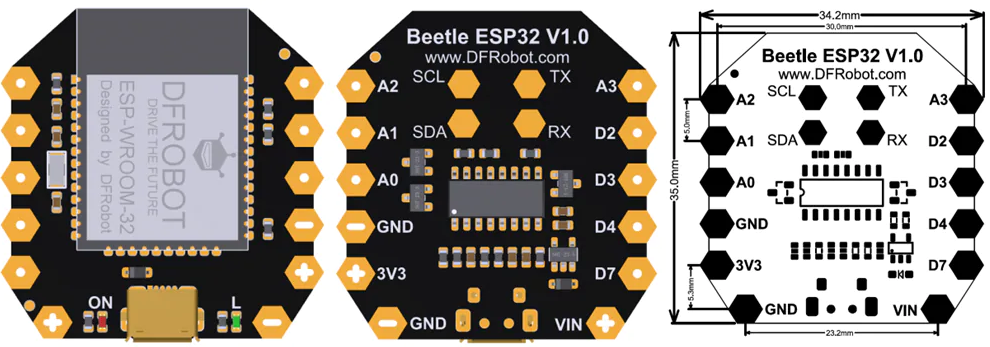 DFROBOT
DRIVE THE FUTURE
ESP-WROOM-32
Designed by DFRobot
ON
L
Beetle ESP32 V1.0
www.DFRobot.com
SCL
TX
A2
A3
A1
SDA
RX
D2
A0
D3
GND
D4
3V3
D7
GND
VIN
34.2mm
30.0mm
Beetle ESP32 V1.0
www.DFRobot.com
SCL
TX
A2
A3
5.0mm
A1
SDA
RX
D2
35.0mm
A0
D3
GND
D4
3V3
D7
5.3mm
GND
VIN
23.2mm